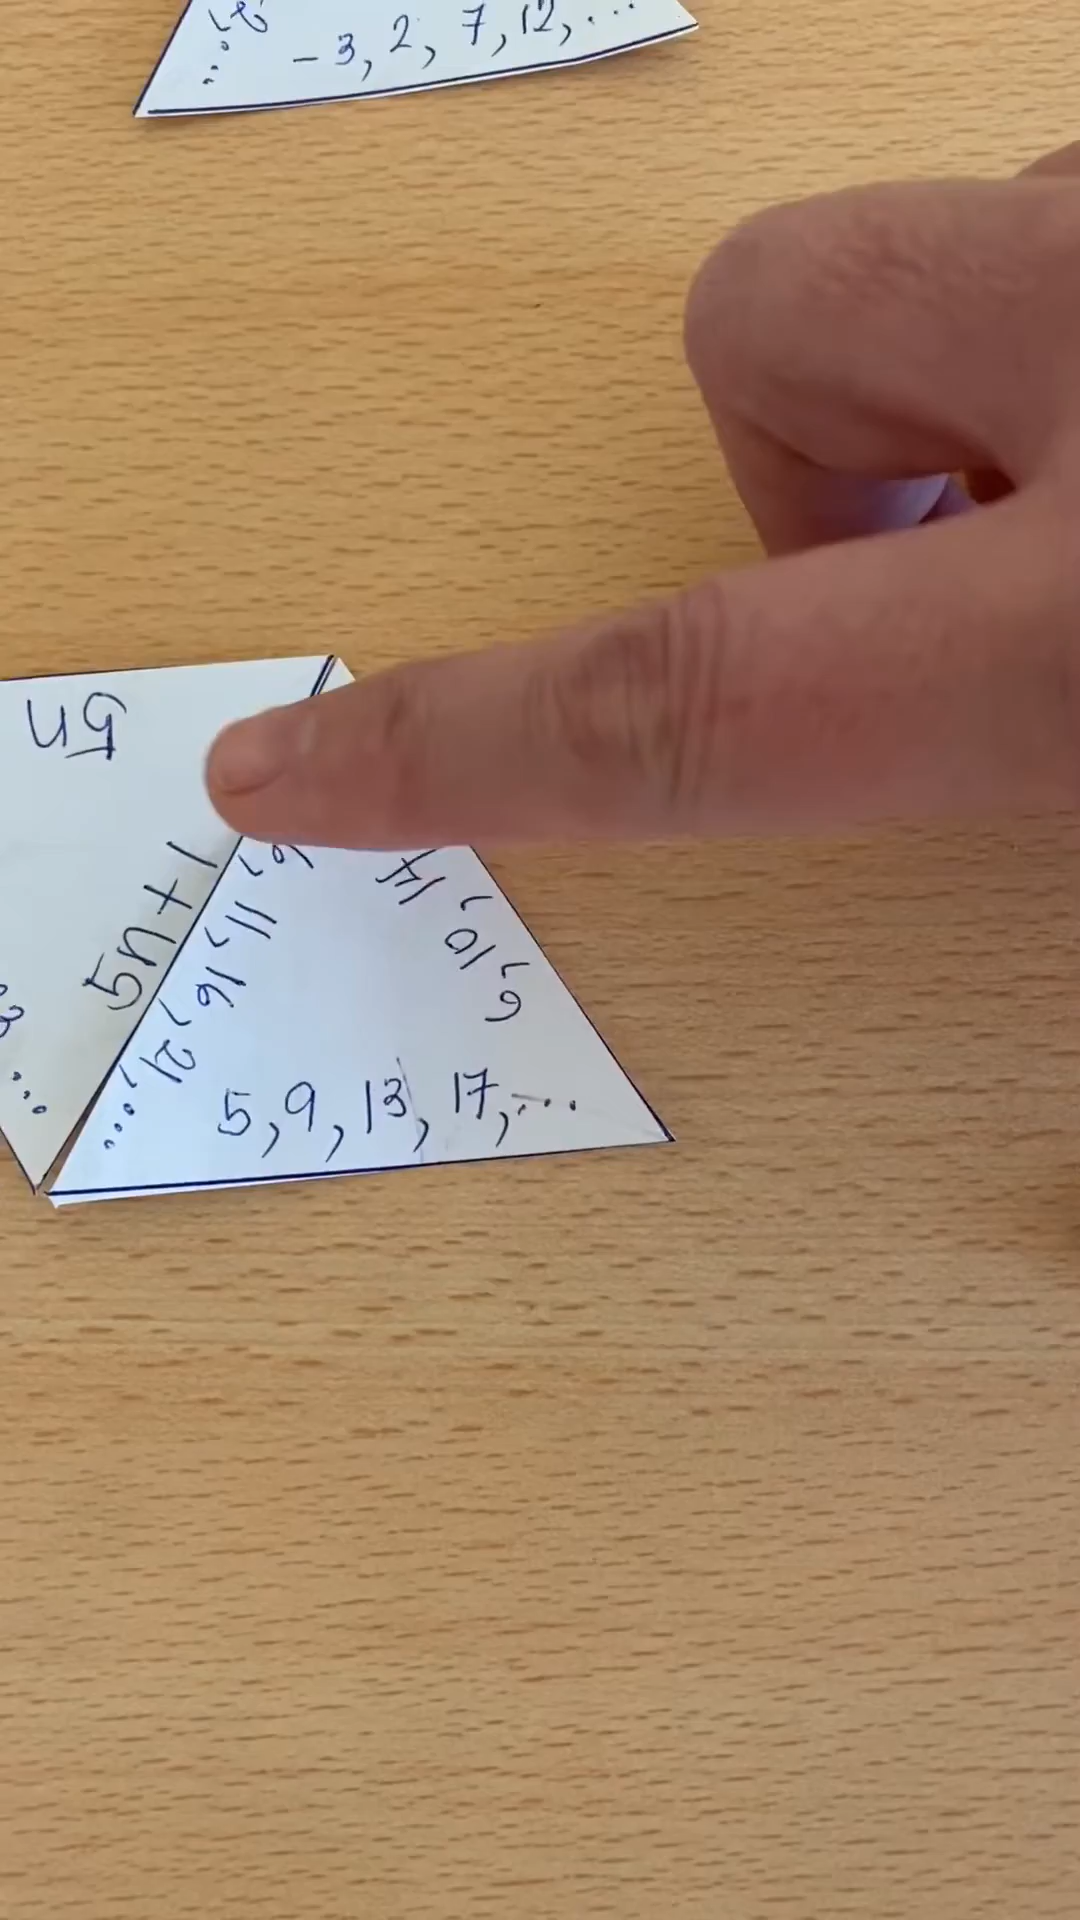 -3, 2, 7, 12, ...
5n
5n+1
6, 11, 16, 21, ...
6, 10, 14
5, 9, 13, 17, ...